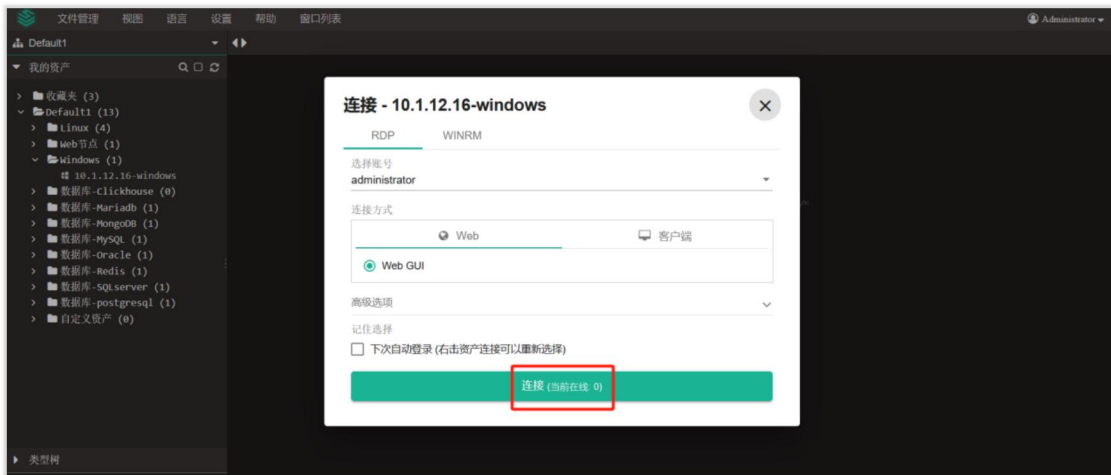 文件管理 视图 语言 设置 帮助 窗口列表 Administrator
Default1
我的资产
收藏夹 (3)
Default1 (13)
Linux (4)
Web节点 (1)
Windows (1)
10.1.12.16-windows
数据库-Clickhouse (0)
数据库-Mariadb (1)
数据库-MongoDB (1)
数据库-MySQL (1)
数据库-Oracle (1)
数据库-Redis (1)
数据库-SQLserver (1)
数据库-postgresql (1)
自定义资产 (0)
类型树
连接 - 10.1.12.16-windows
RDP WINRM
选择账号
administrator
连接方式
Web 客户端
Web GUI
高级选项
记住选择
下次自动登录 (右击资产连接可以重新选择)
连接 (当前在线: 0)